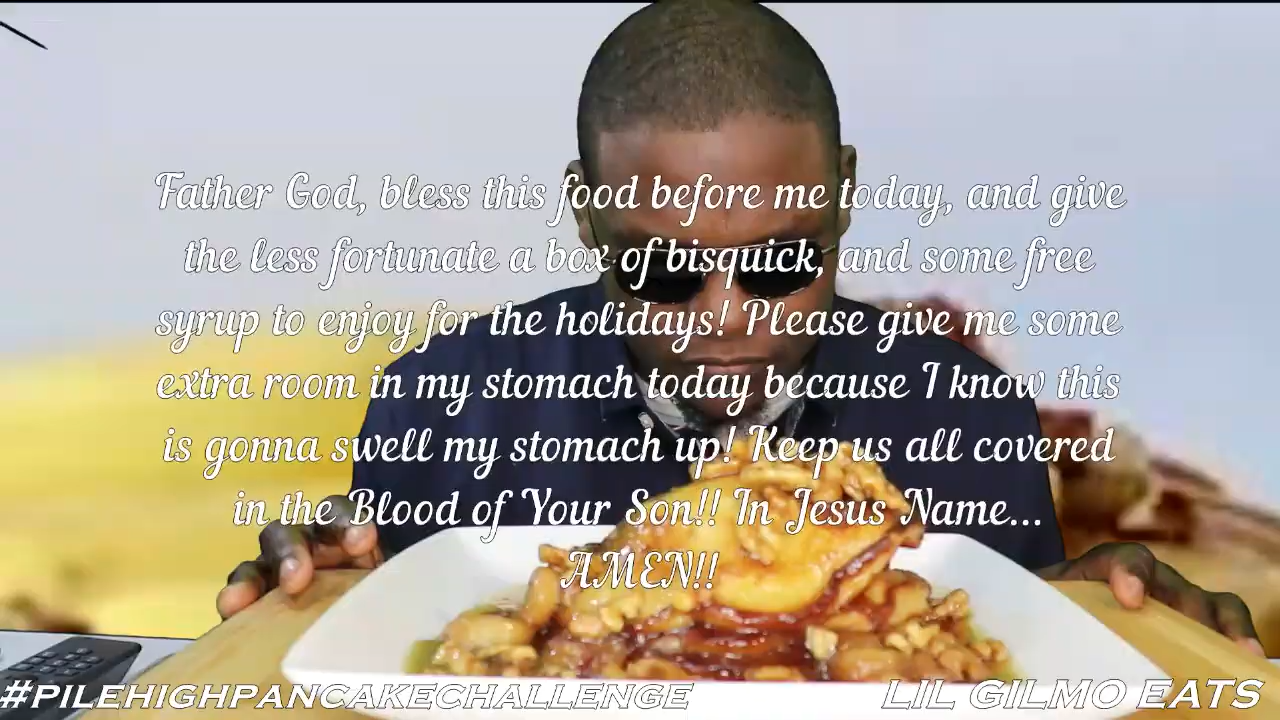 Father God, bless this food before me today, and give
the less fortunate a box of bisquick, and some free
syrup to enjoy for the holidays! Please give me some
extra room in my stomach today because I know this
is gonna swell my stomach up! Keep us all covered
in the Blood of Your Son!! In Jesus Name...
AMEN!!
#PILEHIGHPANCAKECHALLENGE
LIL GILMO EATS